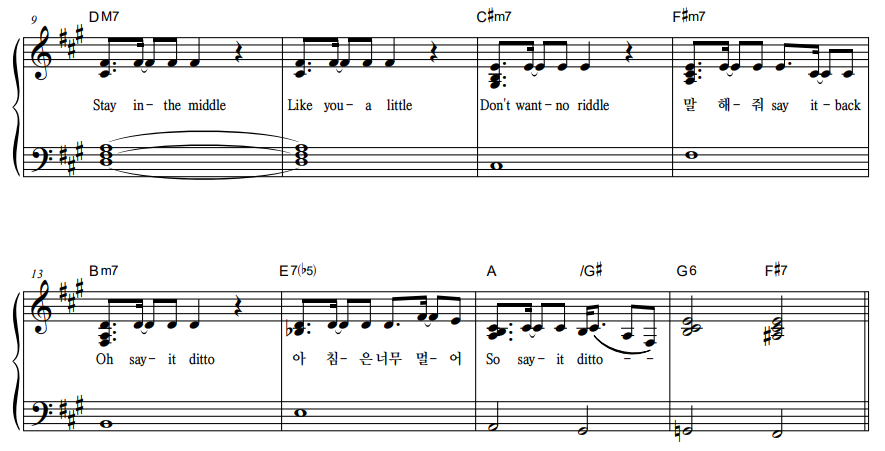 9 DM7 C#m7 F#m7
Stay in– the middle Like you– a little Don't want–no riddle 말 해– 줘 say it–back
13 Bm7 E7(b5) A /G# G6 F#7
Oh say– it ditto 아 침– 은너무 멀– 어 So say– it ditto – –